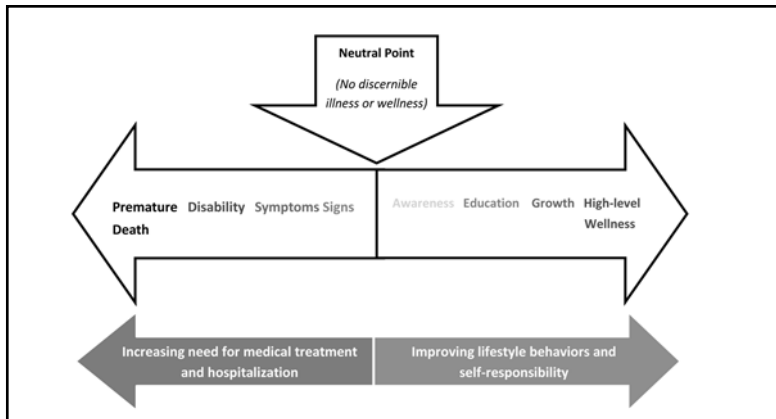 Neutral Point
(No discernible
illness or wellness)
Premature Disability Symptoms Signs
Death
Awareness Education Growth High-level
Wellness
Increasing need for medical treatment
and hospitalization
Improving lifestyle behaviors and
self-responsibility